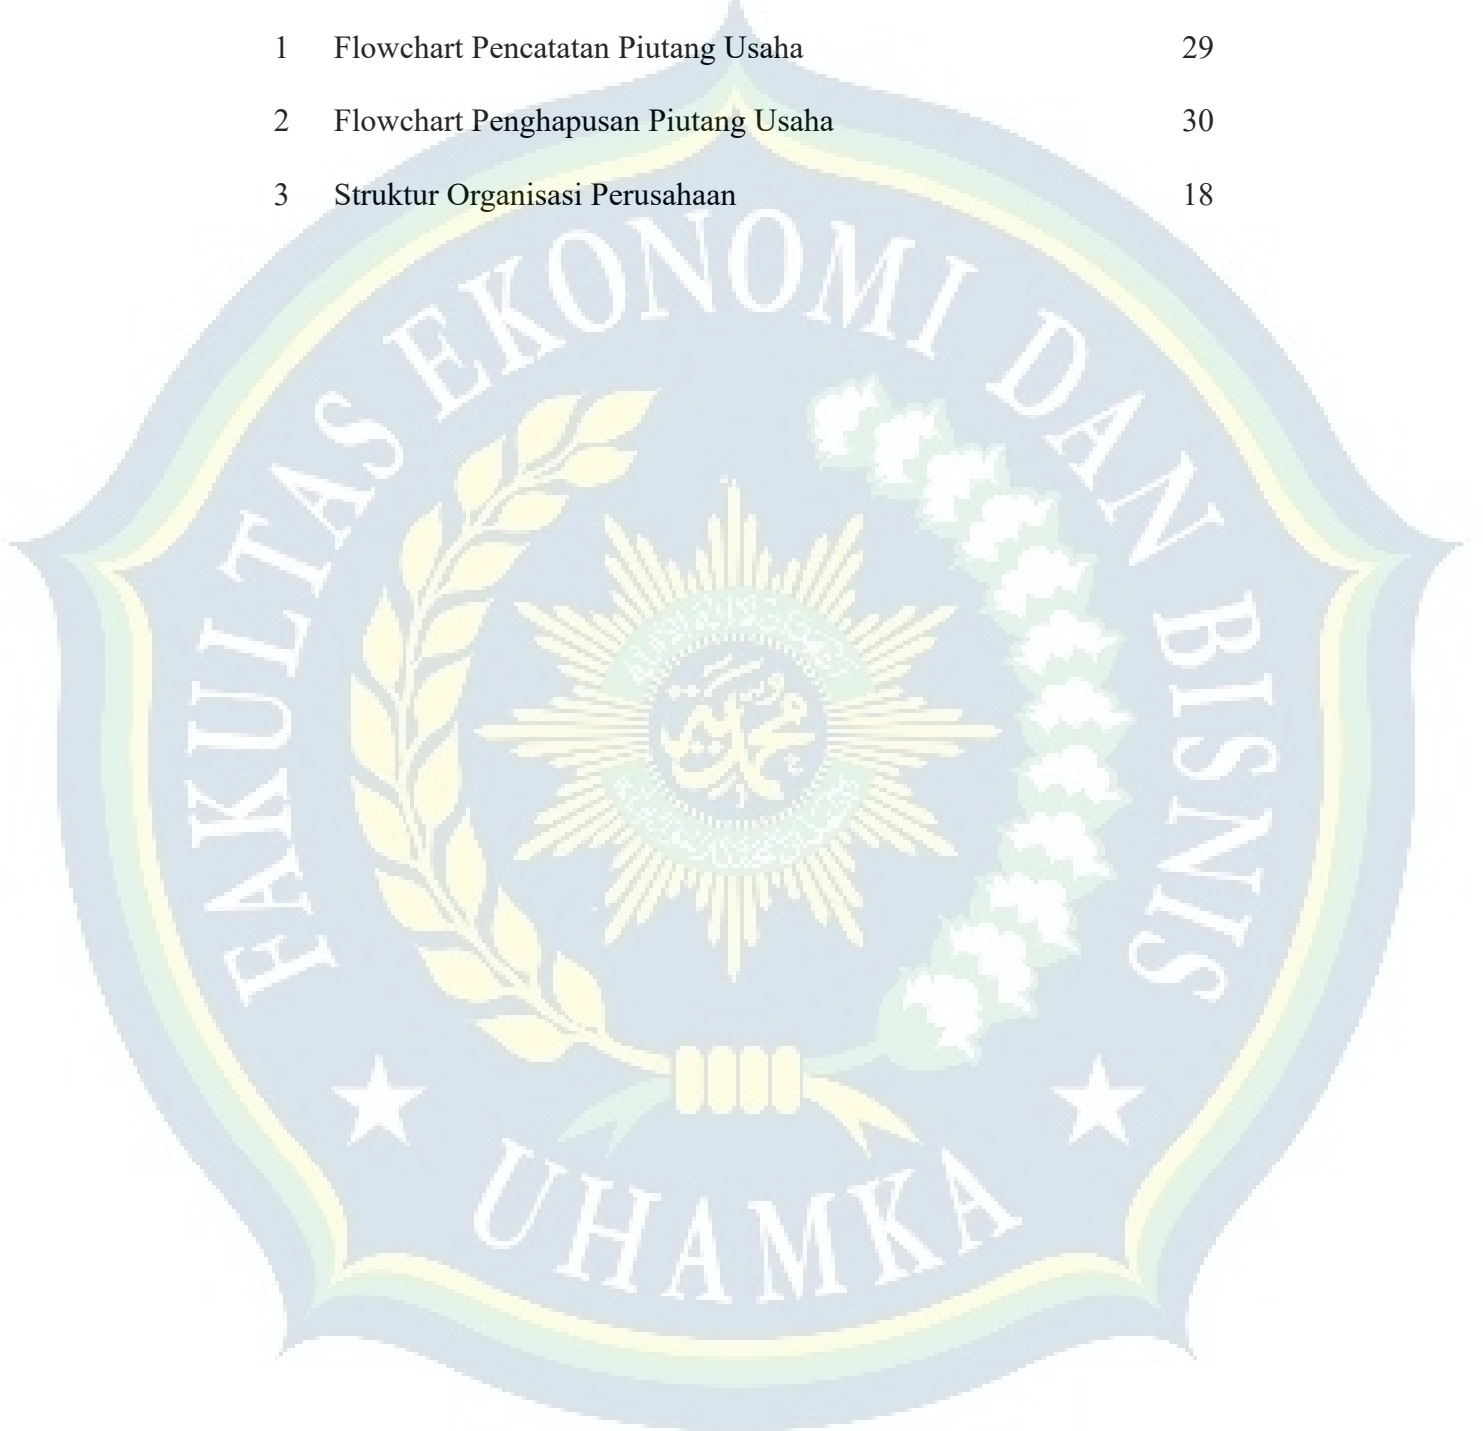 1 Flowchart Pencatatan Piutang Usaha 29
2 Flowchart Penghapusan Piutang Usaha 30
3 Struktur Organisasi Perusahaan 18
FAKULTAS EKONOMI DAN BISNIS
UHAMKA